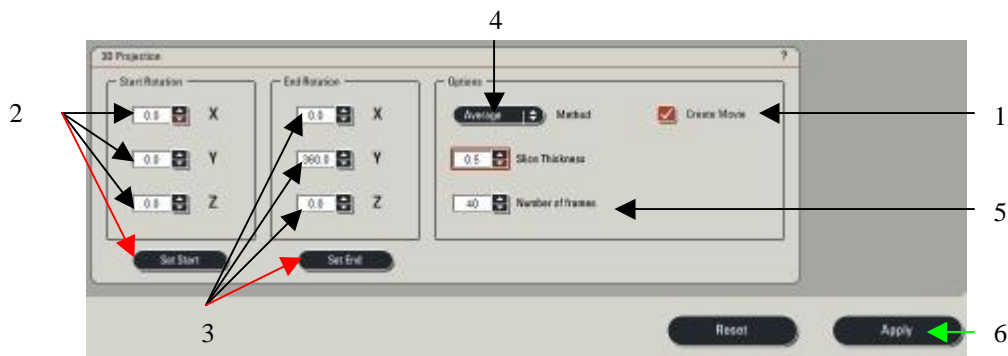 4
3D Projection ?
Start Rotation End Rotation Options
2 0.0 X 0.0 X Average Method Create Movie 1
0.0 Y 360.0 Y 0.5 Slice Thickness
0.0 Z 0.0 Z 40 Number of frames 5
Set Start Set End
3 Reset Apply 6